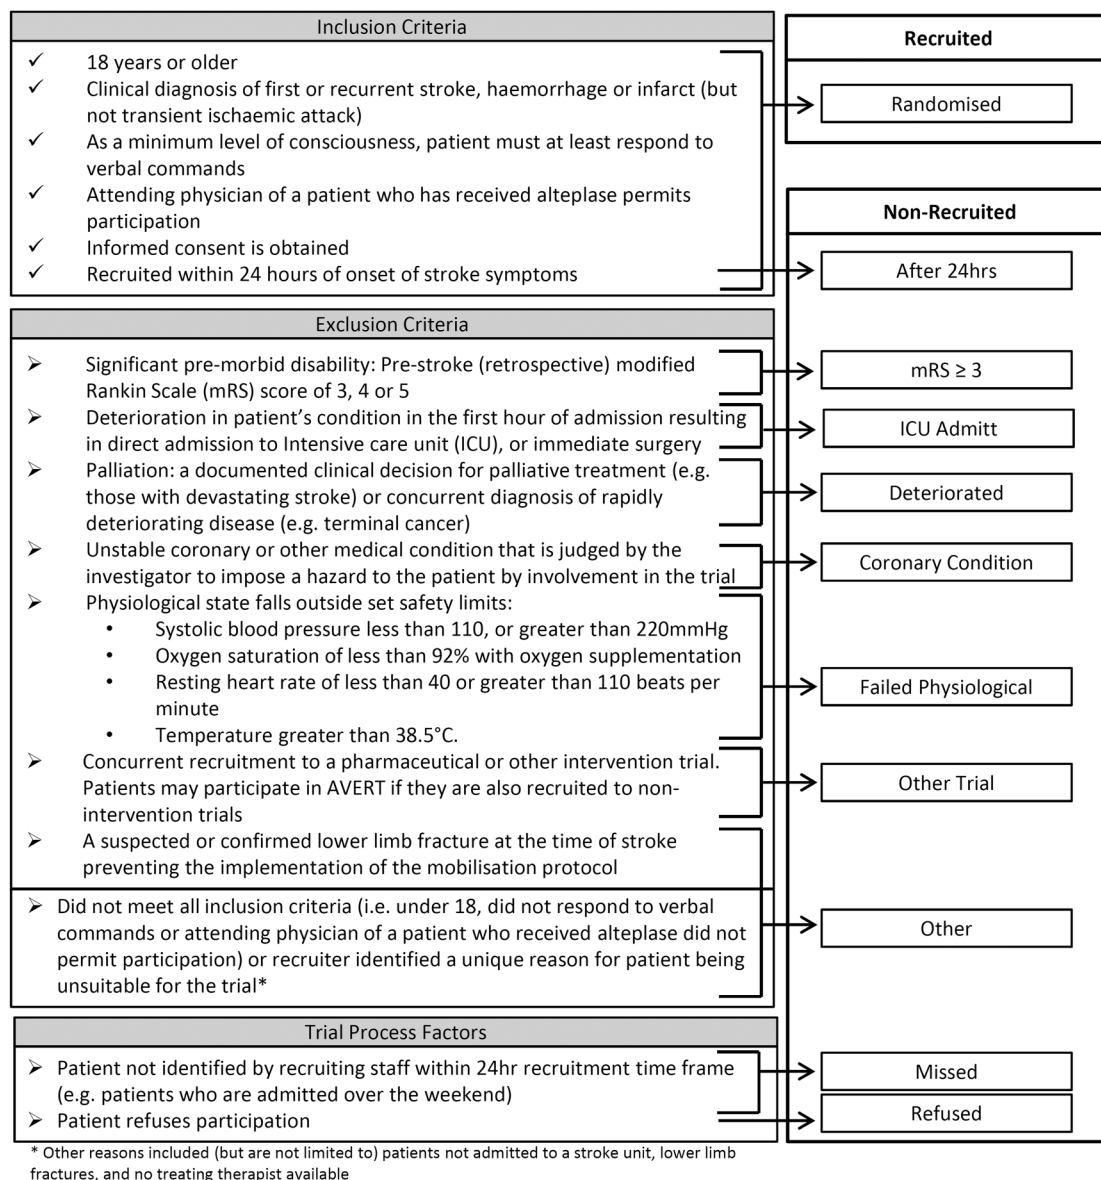 Inclusion Criteria
✓ 18 years or older
✓ Clinical diagnosis of first or recurrent stroke, haemorrhage or infarct (but
not transient ischaemic attack)
✓ As a minimum level of consciousness, patient must at least respond to
verbal commands
✓ Attending physician of a patient who has received alteplase permits
participation
✓ Informed consent is obtained
✓ Recruited within 24 hours of onset of stroke symptoms
Exclusion Criteria
➢ Significant pre-morbid disability: Pre-stroke (retrospective) modified
Rankin Scale (mRS) score of 3, 4 or 5
➢ Deterioration in patient's condition in the first hour of admission resulting
in direct admission to Intensive care unit (ICU), or immediate surgery
➢ Palliation: a documented clinical decision for palliative treatment (e.g.
those with devastating stroke) or concurrent diagnosis of rapidly
deteriorating disease (e.g. terminal cancer)
➢ Unstable coronary or other medical condition that is judged by the
investigator to impose a hazard to the patient by involvement in the trial
➢ Physiological state falls outside set safety limits:
• Systolic blood pressure less than 110, or greater than 220mmHg
• Oxygen saturation of less than 92% with oxygen supplementation
• Resting heart rate of less than 40 or greater than 110 beats per
minute
• Temperature greater than 38.5°C.
➢ Concurrent recruitment to a pharmaceutical or other intervention trial.
Patients may participate in AVERT if they are also recruited to non-
intervention trials
➢ A suspected or confirmed lower limb fracture at the time of stroke
preventing the implementation of the mobilisation protocol
➢ Did not meet all inclusion criteria (i.e. under 18, did not respond to verbal
commands or attending physician of a patient who received alteplase did not
permit participation) or recruiter identified a unique reason for patient being
unsuitable for the trial*
Trial Process Factors
➢ Patient not identified by recruiting staff within 24hr recruitment time frame
(e.g. patients who are admitted over the weekend)
➢ Patient refuses participation
* Other reasons included (but are not limited to) patients not admitted to a stroke unit, lower limb
fractures, and no treating therapist available
Recruited
Randomised
Non-Recruited
After 24hrs
mRS ≥ 3
ICU Admitt
Deteriorated
Coronary Condition
Failed Physiological
Other Trial
Other
Missed
Refused